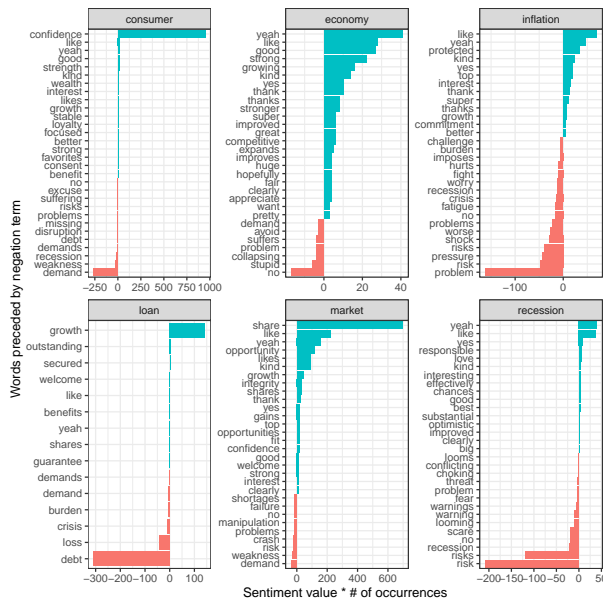 consumer
confidence
like
yeah
good
strength
kind
wealth
interest
likes
growth
stable
loyalty
focused
better
strong
favorites
consent
benefit
no
excuse
suffering
risks
problems
missing
disruption
debt
demands
recession
weakness
demand
−250 0 250 500 750 1000
economy
yeah
like
good
strong
growing
kind
yes
thank
thanks
stronger
super
improved
great
competitive
expands
improves
huge
hopefully
fair
clearly
appreciate
want
pretty
demand
avoid
suffers
problem
collapsing
stupid
no
0 20 40
inflation
like
yeah
protected
kind
yes
top
interest
thank
super
thanks
growth
commitment
better
challenge
burden
imposes
hurts
fight
worry
recession
crisis
fatigue
no
problems
worse
shock
risks
pressure
risk
problem
−100 0
loan
growth
outstanding
secured
welcome
like
benefits
yeah
shares
guarantee
demands
demand
burden
crisis
loss
debt
−300 −200 −100 0 100
market
share
like
yeah
opportunity
likes
kind
growth
integrity
shares
thank
yes
gains
top
opportunities
fit
confidence
good
welcome
strong
interest
clearly
shortages
failure
no
manipulation
problems
crash
risk
weakness
demand
0 200 400 600
recession
yeah
like
yes
responsible
love
kind
interesting
effectively
chances
good
best
substantial
optimistic
improved
clearly
big
looms
conflicting
choking
threat
problem
fear
warnings
warning
looming
scare
no
recession
risks
risk
−200 −150 −100 −50 0
Words preceded by negation term
Sentiment value * # of occurrences